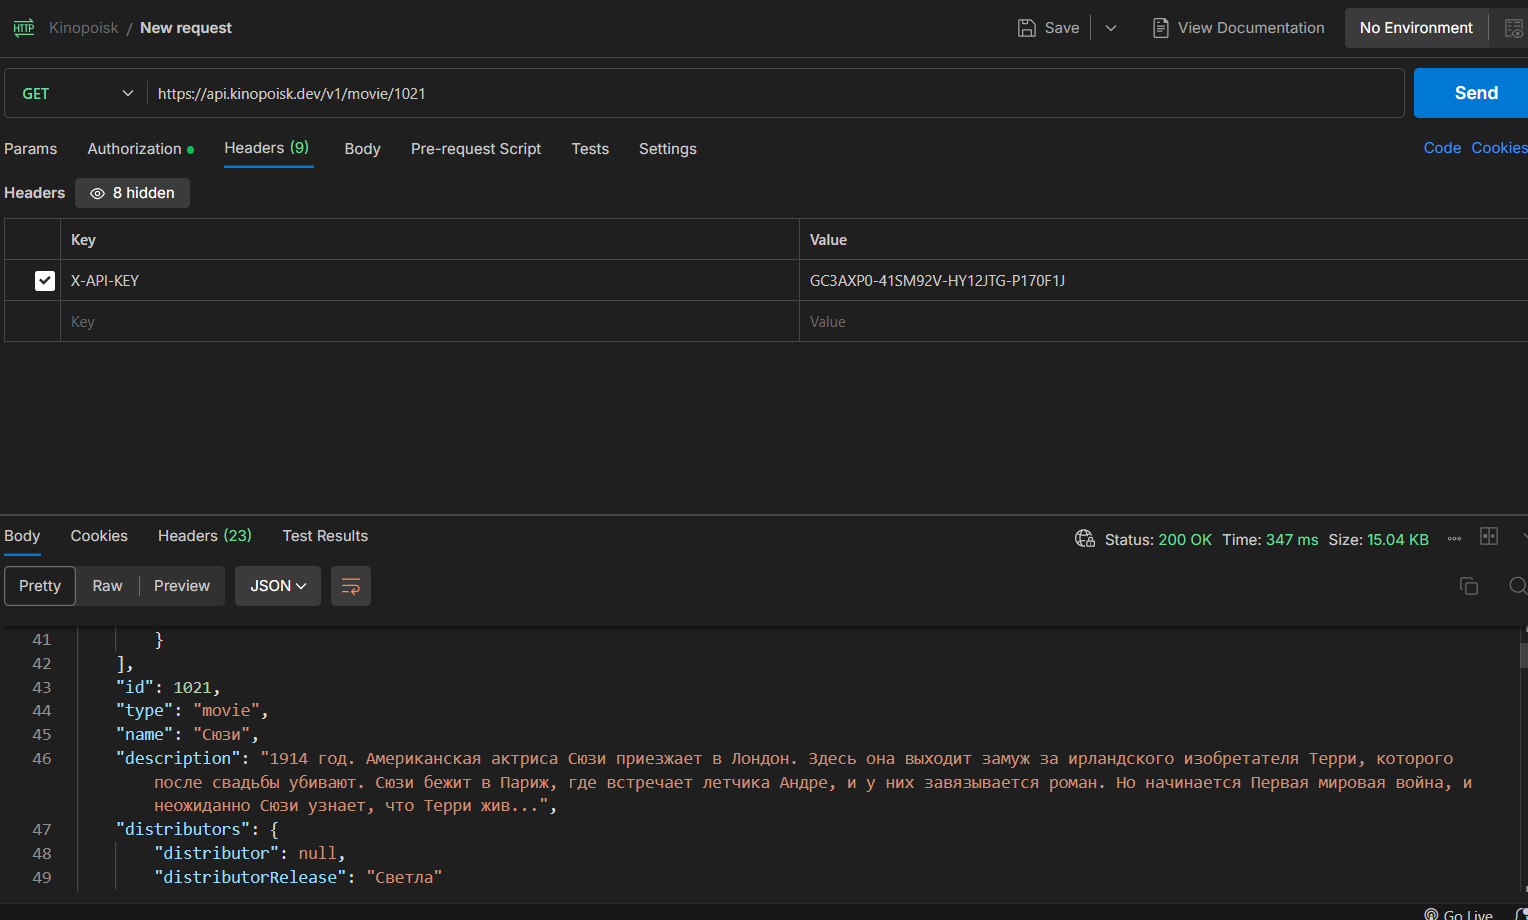 HTTP Kinopoisk / New request Save View Documentation No Environment
GET https://api.kinopoisk.dev/v1/movie/1021 Send
Params Authorization Headers (9) Body Pre-request Script Tests Settings Code Cookies
Headers 8 hidden
Key Value
X-API-KEY GC3AXP0-41SM92V-HY12JTG-P170F1J
Key Value
Body Cookies Headers (23) Test Results Status: 200 OK Time: 347 ms Size: 15.04 KB
Pretty Raw Preview JSON
41 }
42 ],
43 "id": 1021,
44 "type": "movie",
45 "name": "Сюзи",
46 "description": "1914 год. Американская актриса Сюзи приезжает в Лондон. Здесь она выходит замуж за ирландского изобретателя Терри, которого
после свадьбы убивают. Сюзи бежит в Париж, где встречает летчика Андре, и у них завязывается роман. Но начинается Первая мировая война, и
неожиданно Сюзи узнает, что Терри жив...",
47 "distributors": {
48 "distributor": null,
49 "distributorRelease": "Светла"
Go Live